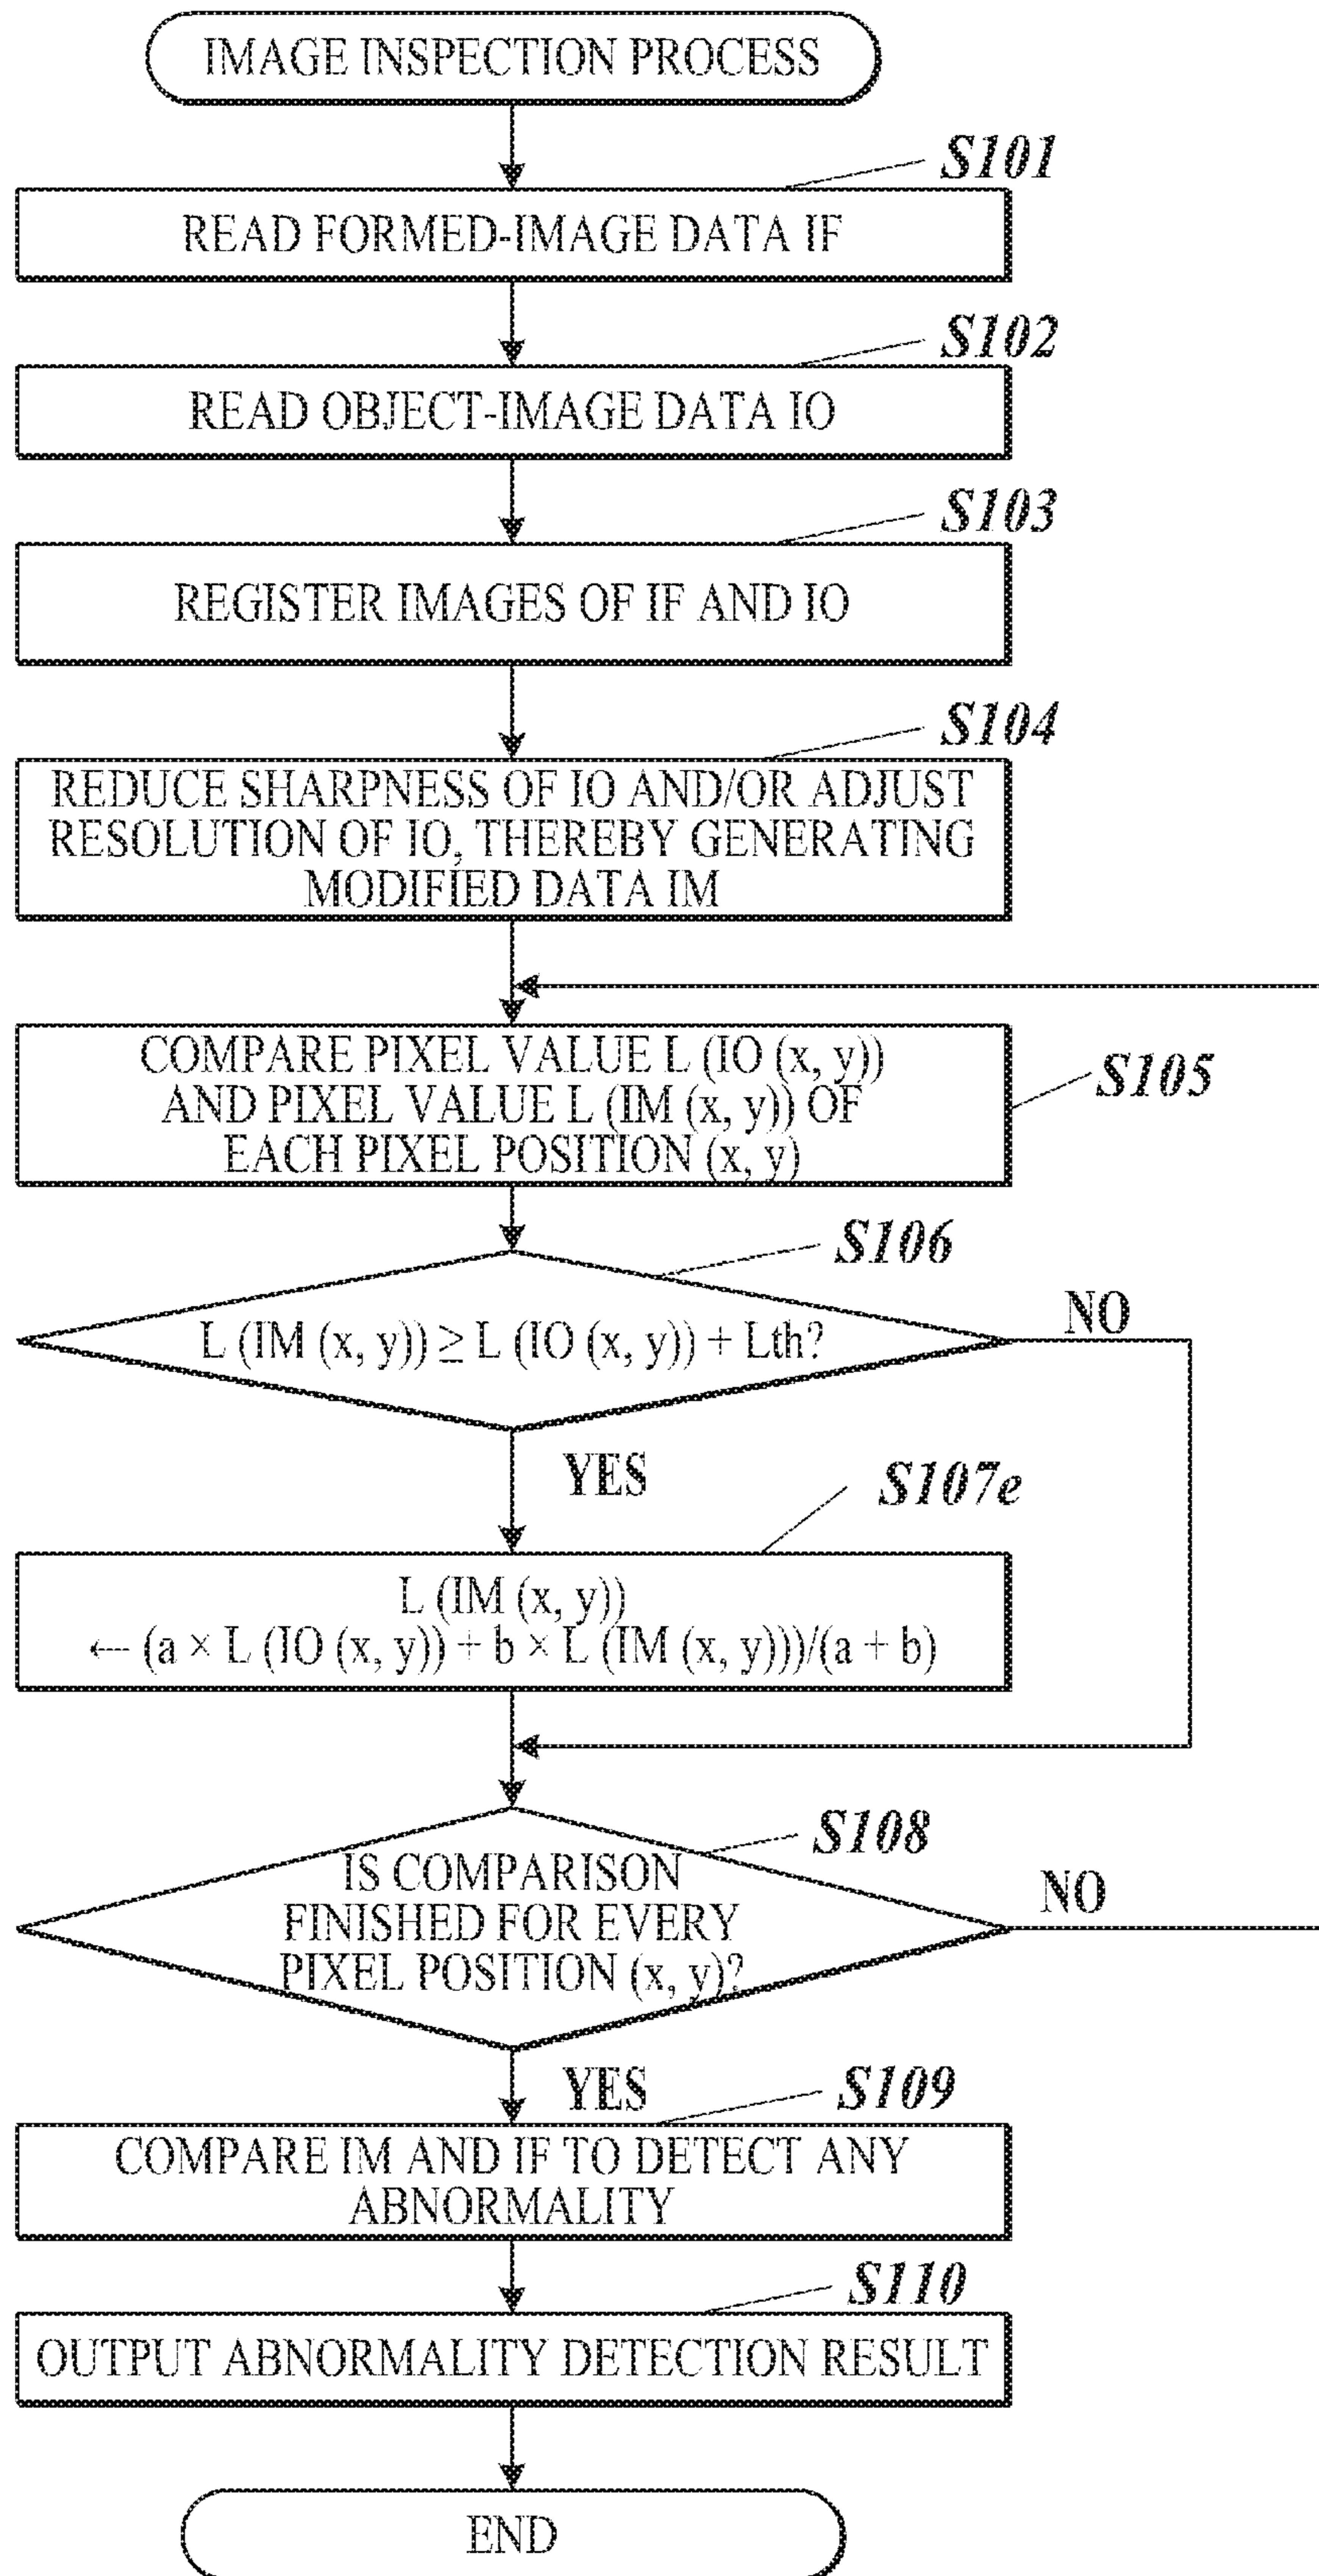 IMAGE INSPECTION PROCESS
S101
READ FORMED-IMAGE DATA IF
S102
READ OBJECT-IMAGE DATA IO
S103
REGISTER IMAGES OF IF AND IO
S104
REDUCE SHARPNESS OF IO AND/OR ADJUST
RESOLUTION OF IO, THEREBY GENERATING
MODIFIED DATA IM
COMPARE PIXEL VALUE L (IO (x, y))
AND PIXEL VALUE L (IM (x, y)) OF
EACH PIXEL POSITION (x, y)
S105
S106
L (IM (x, y)) ≥ L (IO (x, y)) + Lth?
NO
YES
S107e
L (IM (x, y))
← (a × L (IO (x, y)) + b × L (IM (x, y)))/(a + b)
S108
IS COMPARISON
FINISHED FOR EVERY
PIXEL POSITION (x, y)?
NO
YES
S109
COMPARE IM AND IF TO DETECT ANY
ABNORMALITY
S110
OUTPUT ABNORMALITY DETECTION RESULT
END